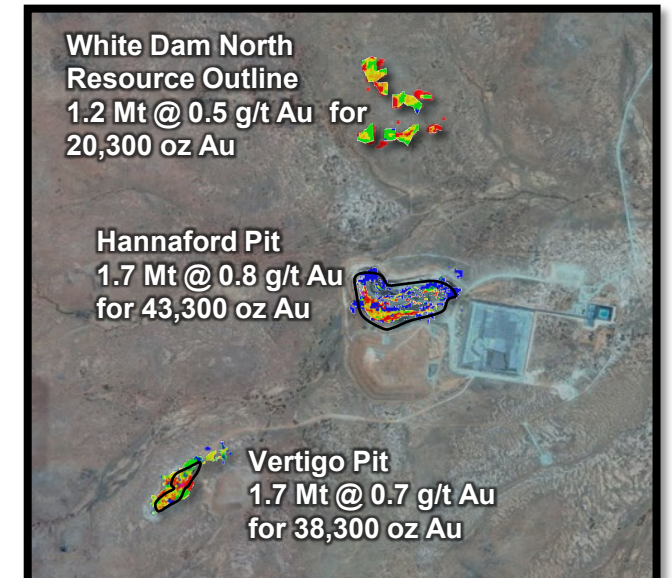 White Dam North
Resource Outline
1.2 Mt @ 0.5 g/t Au for
20,300 oz Au
Hannaford Pit
1.7 Mt @ 0.8 g/t Au
for 43,300 oz Au
Vertigo Pit
1.7 Mt @ 0.7 g/t Au
for 38,300 oz Au